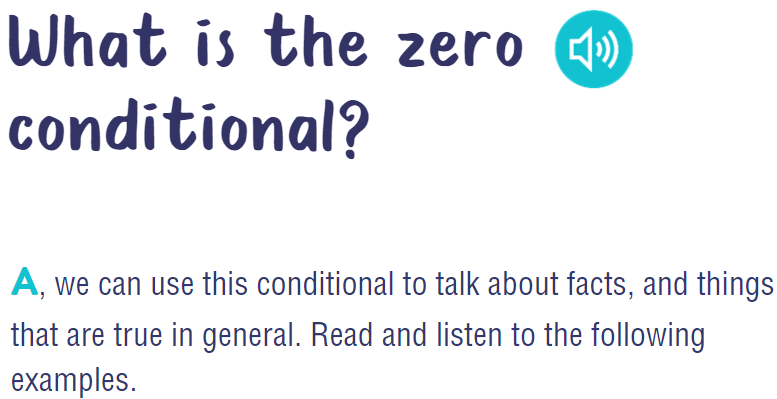 What is the zero
conditional?
A, we can use this conditional to talk about facts, and things
that are true in general. Read and listen to the following
examples.